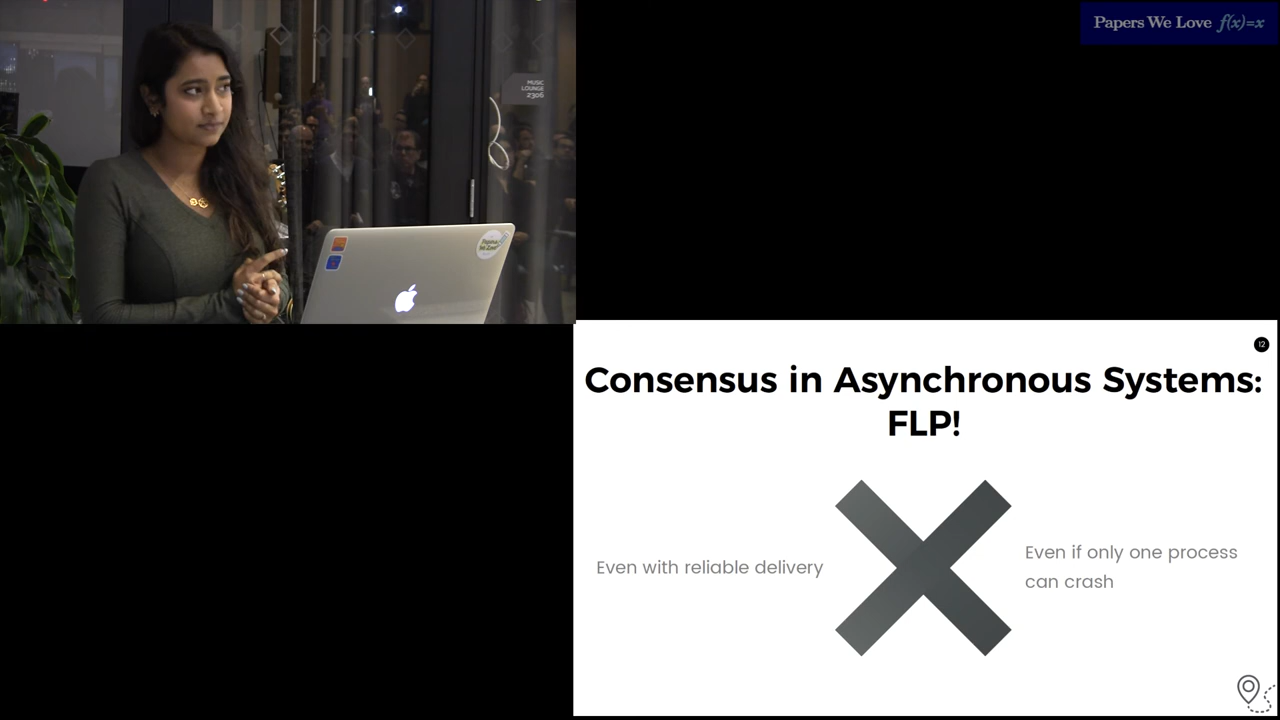 MUSIC
LOUNGE
2306
Papers We Love f(x)=x
12
Consensus in Asynchronous Systems:
FLP!
Even with reliable delivery
Even if only one process
can crash